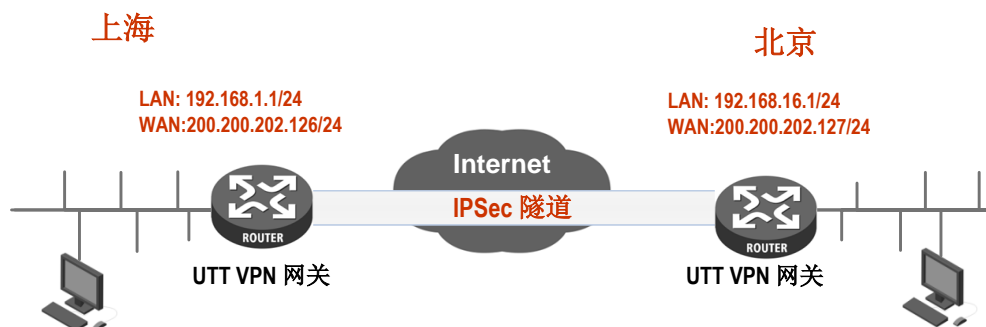 上海
北京
LAN: 192.168.1.1/24
WAN:200.200.202.126/24
LAN: 192.168.16.1/24
WAN:200.200.202.127/24
Internet
IPSec 隧道
ROUTER
ROUTER
UTT VPN 网关
UTT VPN 网关